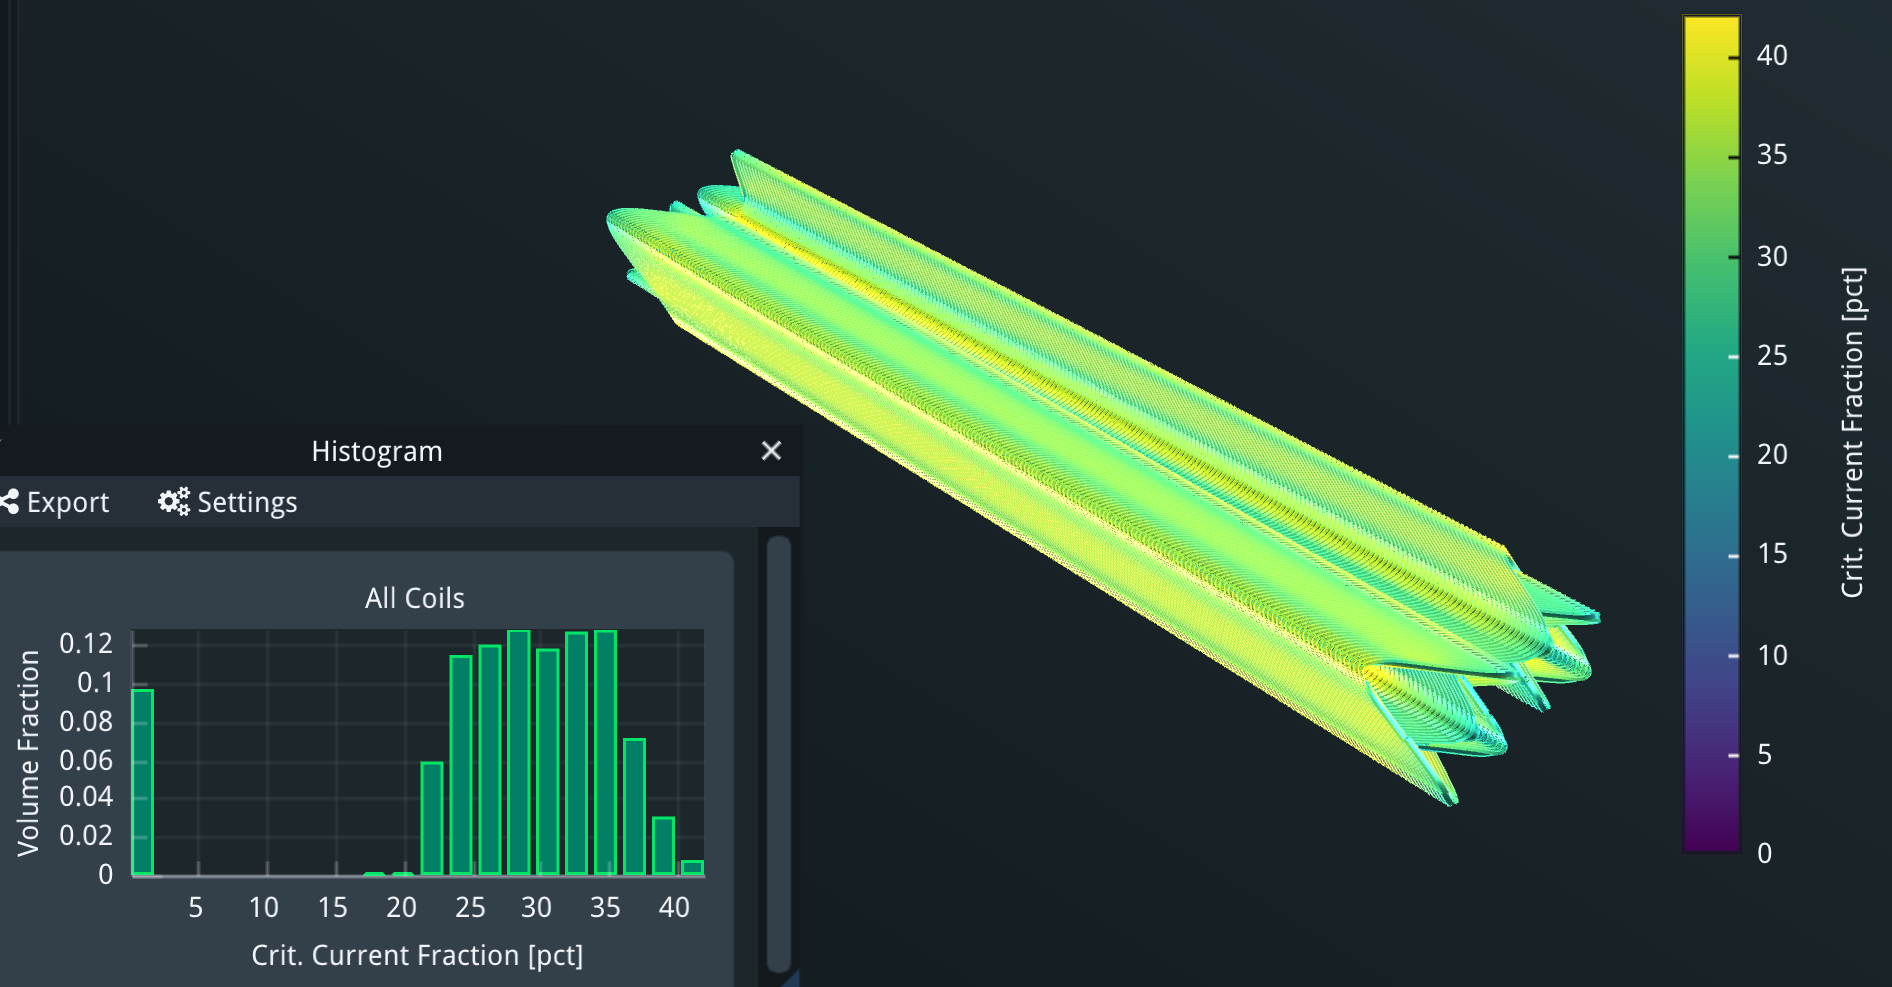 Histogram
Export Settings
All Coils
Volume Fraction
0.12
0.1
0.08
0.06
0.04
0.02
0
5 10 15 20 25 30 35 40
Crit. Current Fraction [pct]
40
35
30
25
20
15
10
5
0
Crit. Current Fraction [pct]